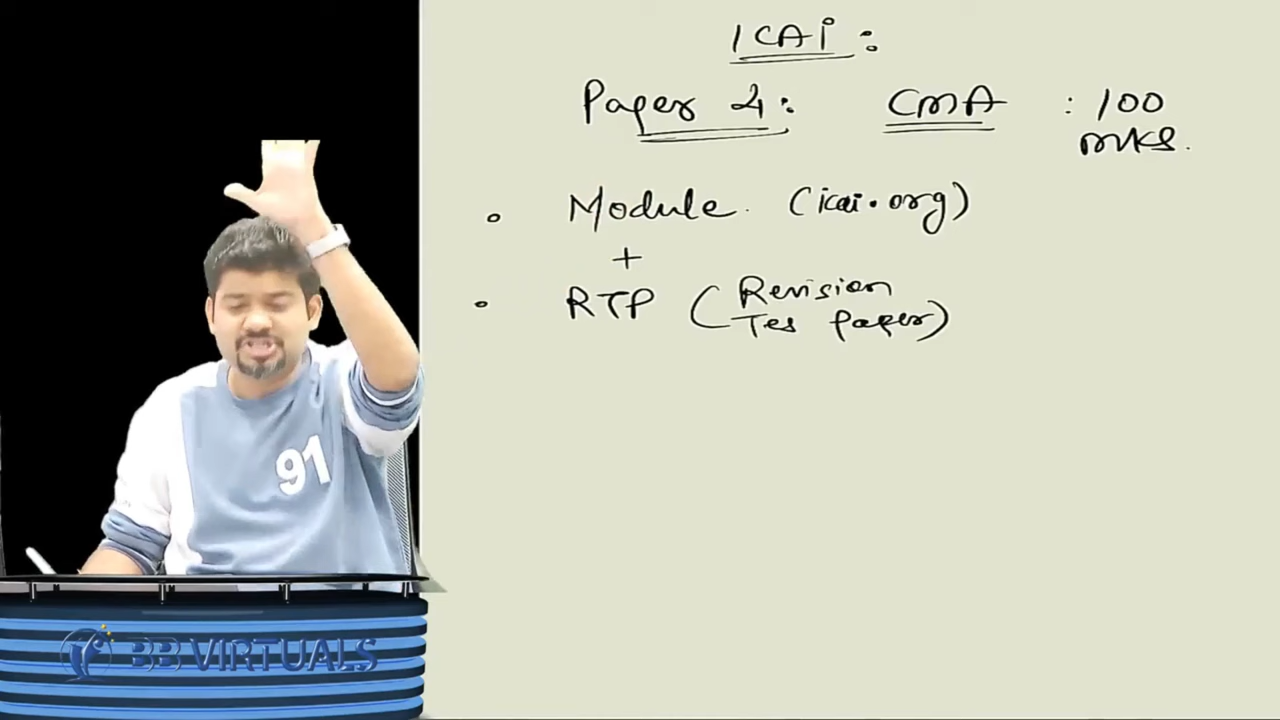 ICAI :
Paper 4 : CMA : 100
mks.
Module. (icai.org)
+
RTP (Revision
Tes paper)
91
BB VIRTUALS